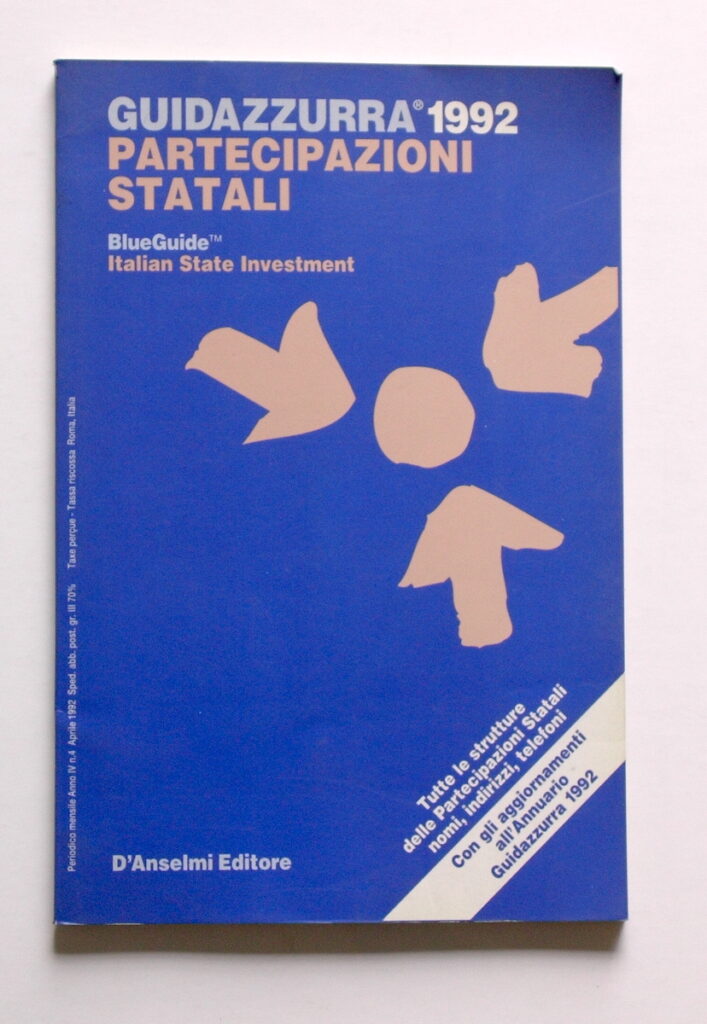 GUIDAZZURRA® 1992
PARTECIPAZIONI
STATALI
BlueGuide™
Italian State Investment
Periodico mensile Anno IV n.4 Aprile 1992 Sped. abb. post. gr. III 70% Taxe perçue - Tassa riscossa Roma, Italia
Tutte le strutture
delle Partecipazioni Statali
nomi, indirizzi, telefoni
Con gli aggiornamenti
all'Annuario
Guidazzurra 1992
D'Anselmi Editore